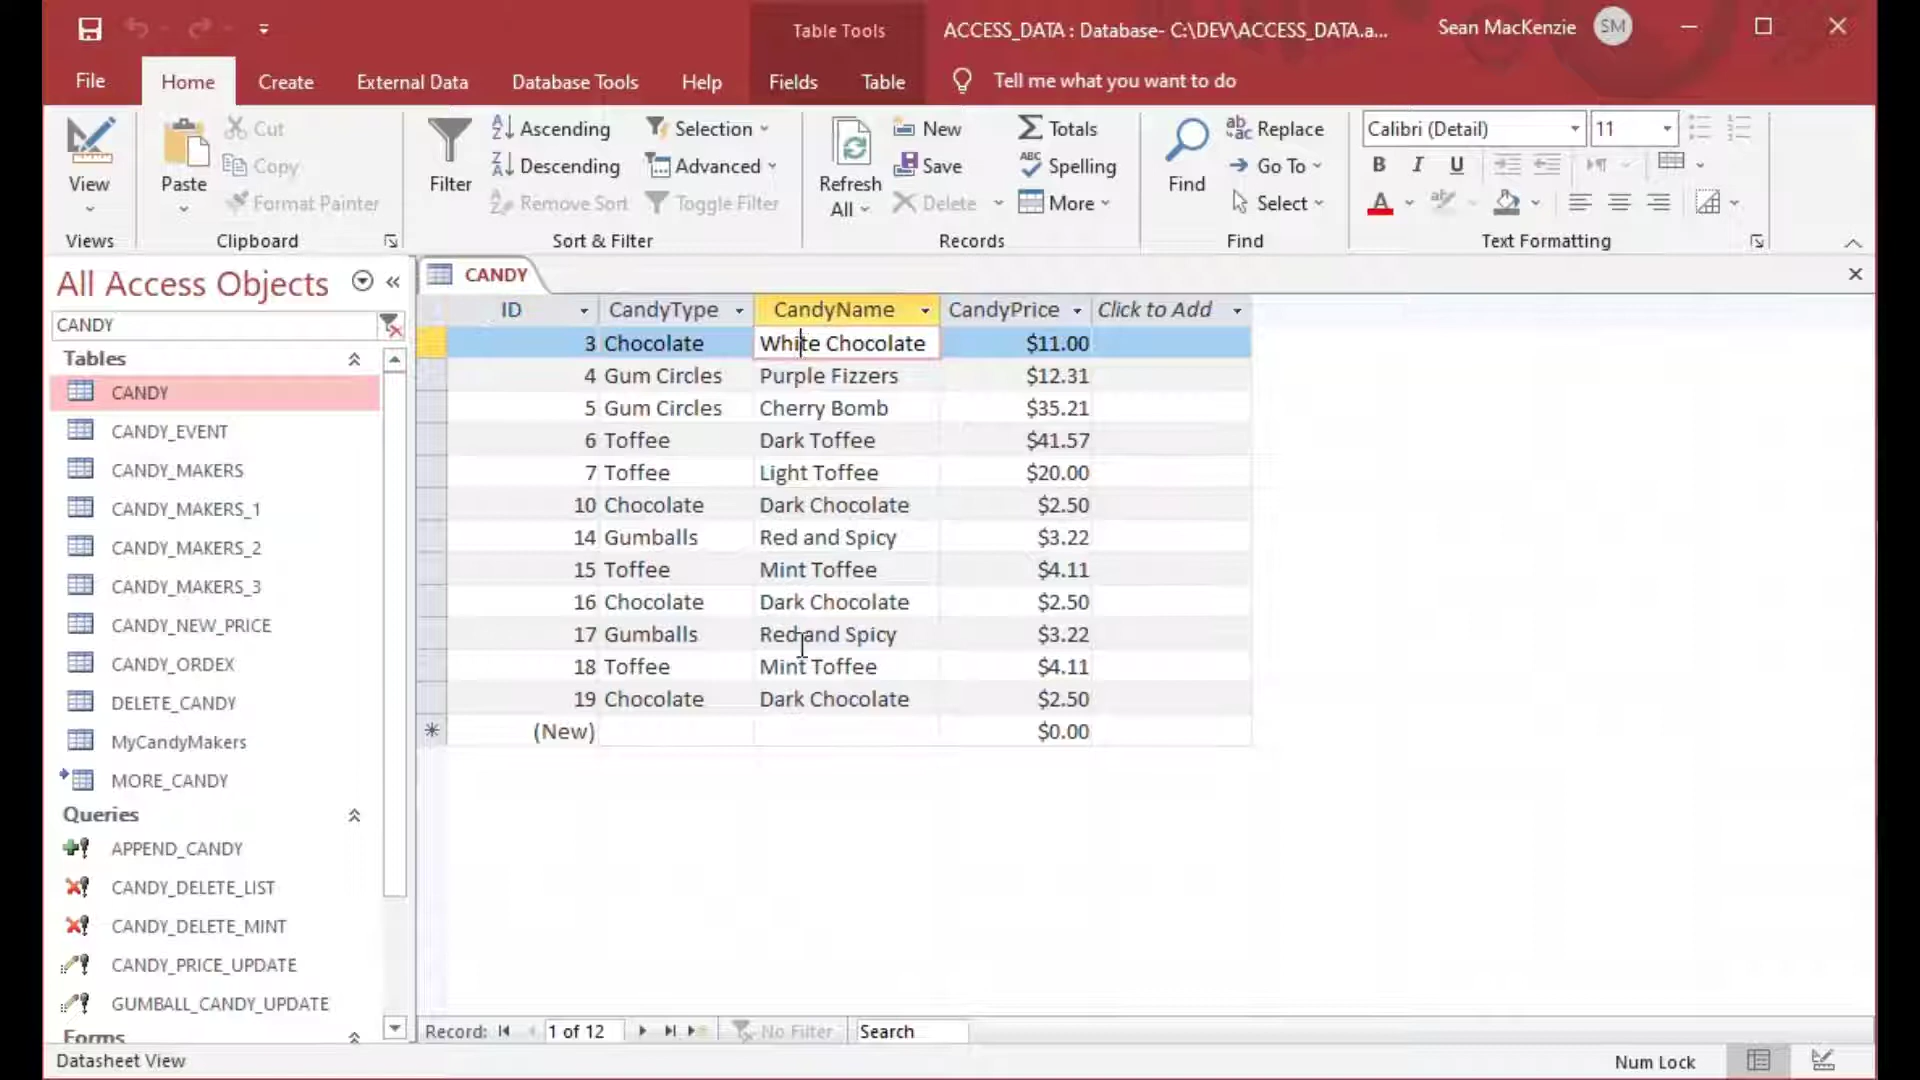 Table Tools
ACCESS_DATA : Database- C:\DEV\ACCESS_DATA.a...
Sean MacKenzie
SM
File
Home
Create
External Data
Database Tools
Help
Fields
Table
Tell me what you want to do
View
Views
Paste
Cut
Copy
Format Painter
Clipboard
Filter
Ascending
Descending
Remove Sort
Selection
Advanced
Toggle Filter
Sort & Filter
Refresh
All
New
Save
Delete
Totals
Spelling
More
Records
Find
Replace
Go To
Select
Find
Calibri (Detail)
11
B I U
A
Text Formatting
All Access Objects
CANDY
Tables
CANDY
CANDY_EVENT
CANDY_MAKERS
CANDY_MAKERS_1
CANDY_MAKERS_2
CANDY_MAKERS_3
CANDY_NEW_PRICE
CANDY_ORDEX
DELETE_CANDY
MyCandyMakers
MORE_CANDY
Queries
APPEND_CANDY
CANDY_DELETE_LIST
CANDY_DELETE_MINT
CANDY_PRICE_UPDATE
GUMBALL_CANDY_UPDATE
Forms
CANDY
ID CandyType CandyName CandyPrice Click to Add
3 Chocolate White Chocolate $11.00
4 Gum Circles Purple Fizzers $12.31
5 Gum Circles Cherry Bomb $35.21
6 Toffee Dark Toffee $41.57
7 Toffee Light Toffee $20.00
10 Chocolate Dark Chocolate $2.50
14 Gumballs Red and Spicy $3.22
15 Toffee Mint Toffee $4.11
16 Chocolate Dark Chocolate $2.50
17 Gumballs Red and Spicy $3.22
18 Toffee Mint Toffee $4.11
19 Chocolate Dark Chocolate $2.50
(New) $0.00
Record: 1 of 12 No Filter Search
Datasheet View
Num Lock